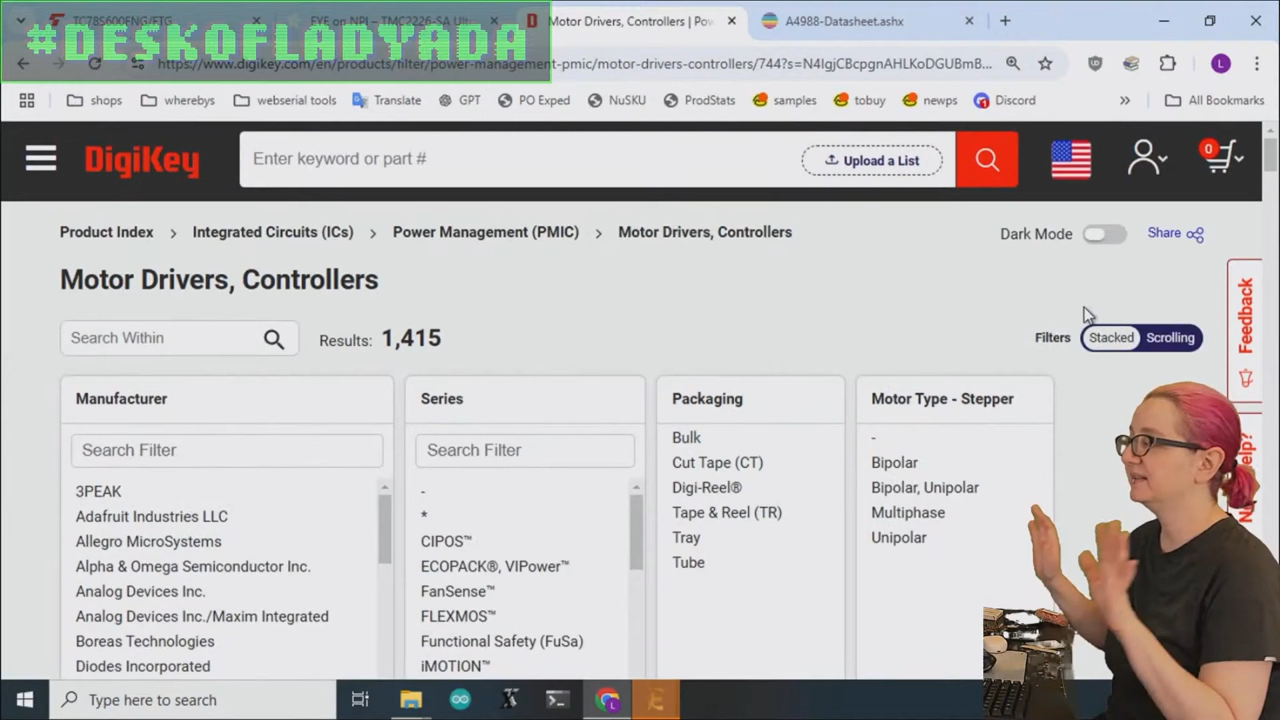 TC78S600FNG/FTG
EYE on NPI – TMC2226-SA Ul
Motor Drivers, Controllers | Pow
A4988-Datasheet.ashx
#DESKOFLADYADA
https://www.digikey.com/en/products/filter/power-management-pmic/motor-drivers-controllers/744?s=N4IgjCBcpgnAHLKoDGUBmB...
L
shops
whereby
webserial tools
Translate
GPT
PO Exped
NuSKU
ProdStats
samples
tobuy
newps
Discord
»
All Bookmarks
DigiKey
Enter keyword or part #
Upload a List
0
Product Index > Integrated Circuits (ICs) > Power Management (PMIC) > Motor Drivers, Controllers
Dark Mode
Share
Motor Drivers, Controllers
Search Within
Results: 1,415
Filters
Stacked
Scrolling
Feedback
Manufacturer
Search Filter
3PEAK
Adafruit Industries LLC
Allegro MicroSystems
Alpha & Omega Semiconductor Inc.
Analog Devices Inc.
Analog Devices Inc./Maxim Integrated
Boreas Technologies
Diodes Incorporated
Series
Search Filter
-
*
CIPOS™
ECOPACK®, VIPower™
FanSense™
FLEXMOS™
Functional Safety (FuSa)
iMOTION™
Packaging
Bulk
Cut Tape (CT)
Digi-Reel®
Tape & Reel (TR)
Tray
Tube
Motor Type - Stepper
-
Bipolar
Bipolar, Unipolar
Multiphase
Unipolar
Type here to search